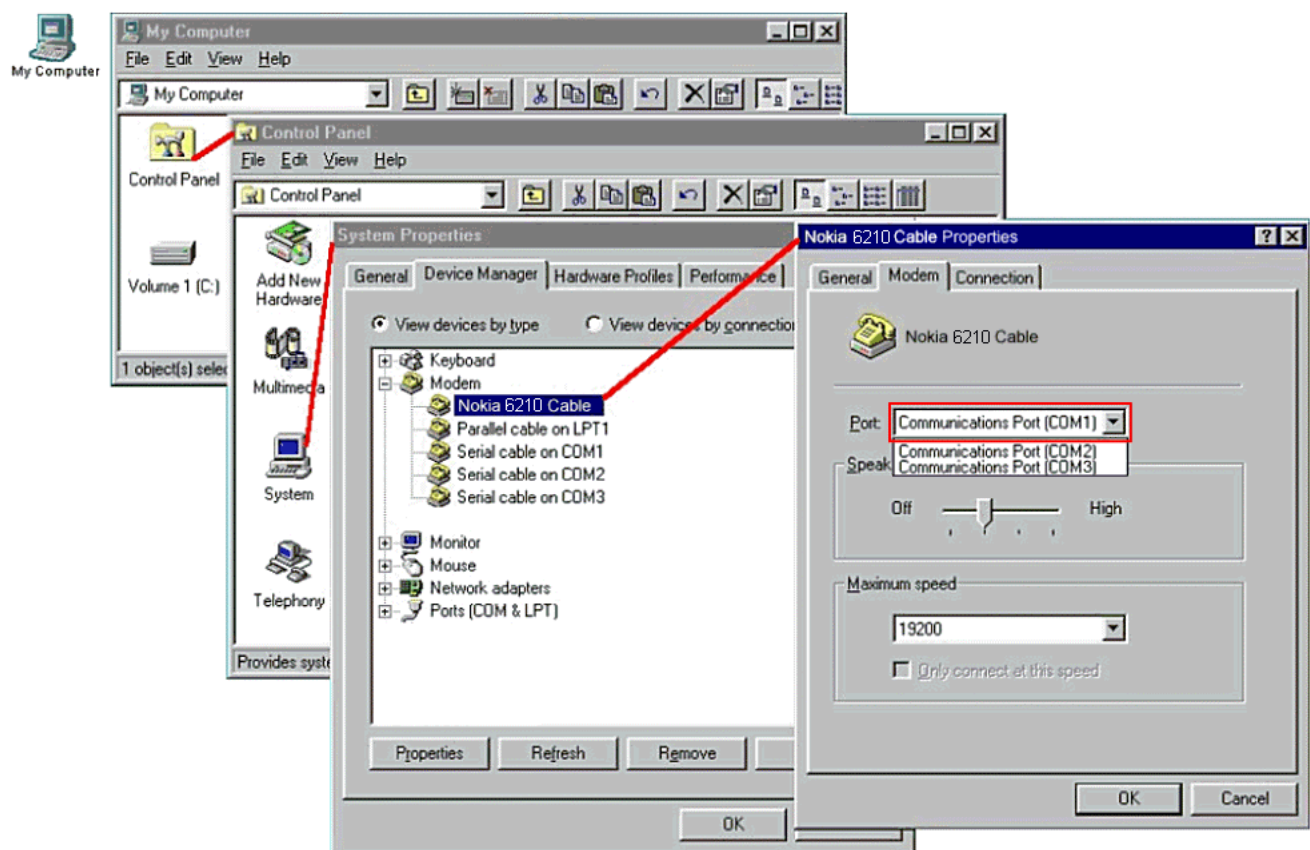 My Computer
My Computer
File Edit View Help
My Computer
Control Panel
Volume 1 (C:)
1 object(s) selec
Control Panel
File Edit View Help
Control Panel
Add New
Hardware
Multimedia
System
Telephony
Provides syste
System Properties
General Device Manager Hardware Profiles Performance
View devices by type View devices by connection
Keyboard
Modem
Nokia 6210 Cable
Parallel cable on LPT1
Serial cable on COM1
Serial cable on COM2
Serial cable on COM3
Monitor
Mouse
Network adapters
Ports (COM & LPT)
Properties Refresh Remove
OK
Nokia 6210 Cable Properties
General Modem Connection
Nokia 6210 Cable
Port: Communications Port (COM1)
Communications Port (COM2)
Communications Port (COM3)
Speak
Off High
Maximum speed
19200
Only connect at this speed
OK Cancel